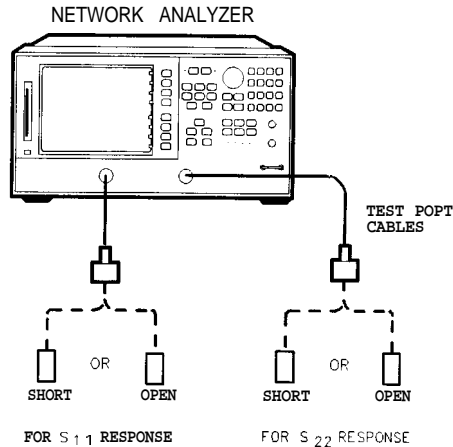 NETWORK ANALYZER
TEST POPT
CABLES
OR
OR
SHORT
OPEN
SHORT
OPEN
FOR S11 RESPONSE
FOR S22 RESPONSE